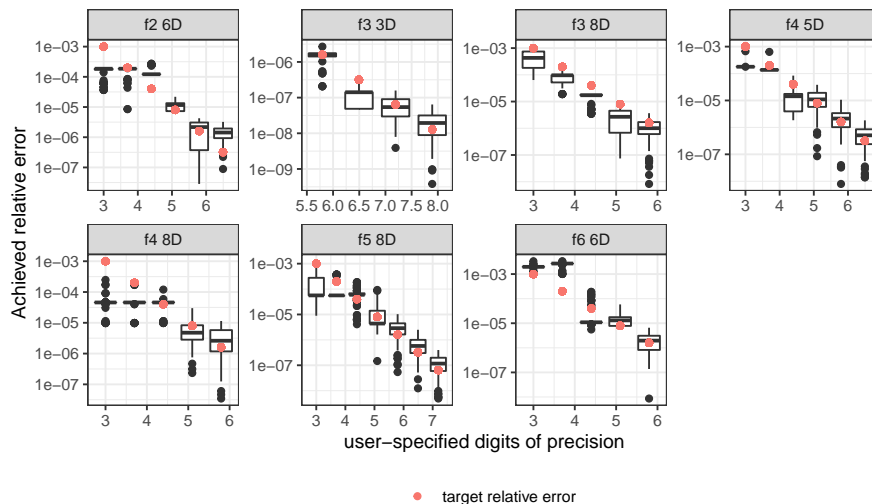 f2 6D
f3 3D
f3 8D
f4 5D
1e−03
1e−04
1e−05
1e−06
1e−07
3 4 5 6
1e−06
1e−07
1e−08
1e−09
5.5 6.0 6.5 7.0 7.5 8.0
1e−03
1e−05
1e−07
3 4 5 6
1e−03
1e−05
1e−07
3 4 5 6
f4 8D
f5 8D
f6 6D
1e−03
1e−04
1e−05
1e−06
1e−07
3 4 5 6
1e−03
1e−04
1e−05
1e−06
1e−07
3 4 5 6 7
1e−03
1e−05
1e−07
3 4 5 6
Achieved relative error
user−specified digits of precision
target relative error